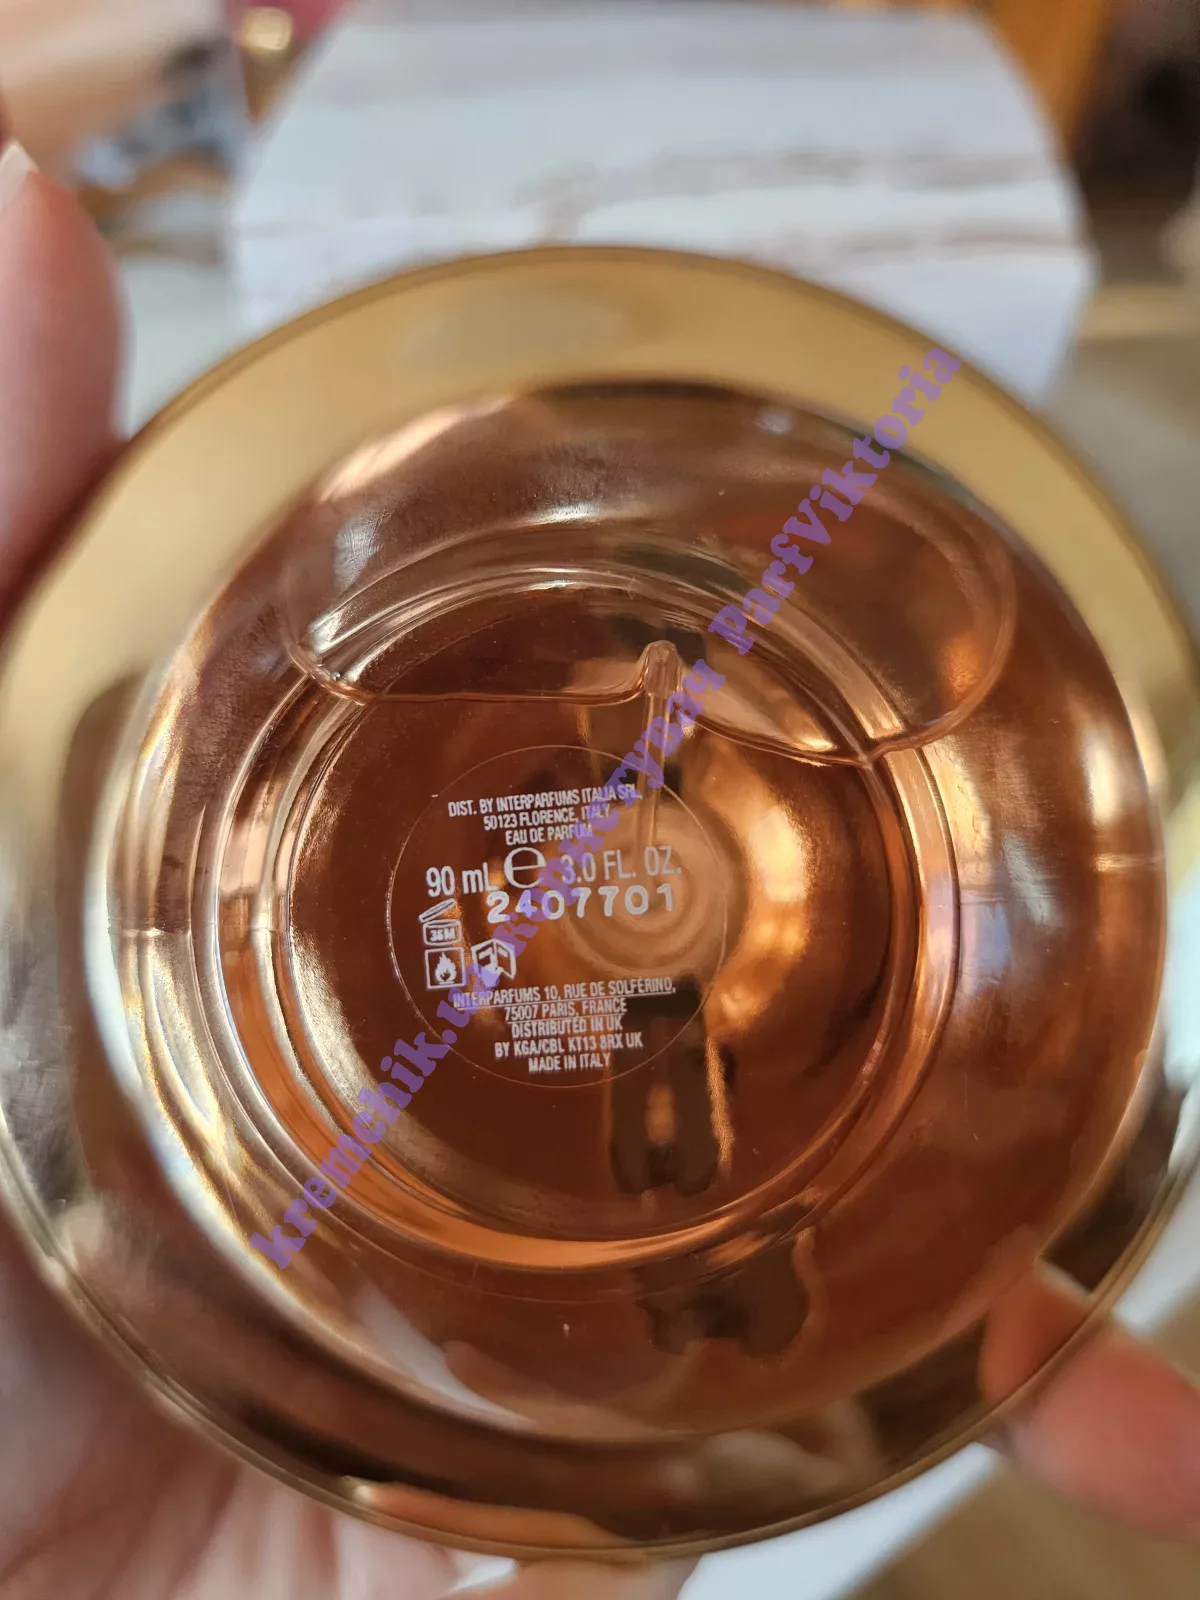 DIST. BY INTERPARFUMS ITALIA SRL
50123 FLORENCE, ITALY
EAU DE PARFUM
90 mL ℮ 3.0 FL. OZ.
2407701
36M
INTERPARFUMS 10, RUE DE SOLFÉRINO,
75007 PARIS, FRANCE
DISTRIBUTED IN UK
BY KGA/CBL KT13 8RX UK
MADE IN ITALY
ParfViktoria